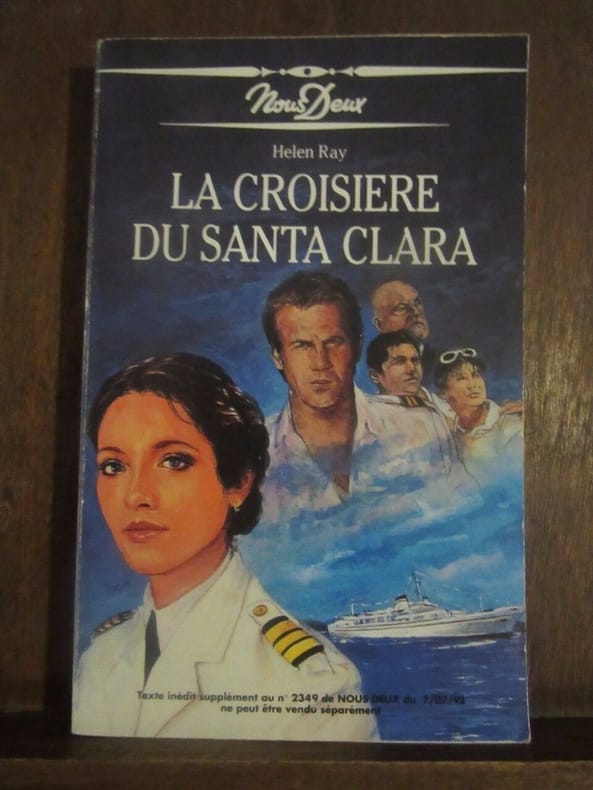 Nous Deux
Helen Ray
LA CROISIERE
DU SANTA CLARA
Texte inédit supplément au n° 2349 de NOUS DEUX du 7/07/92
ne peut être vendu séparément